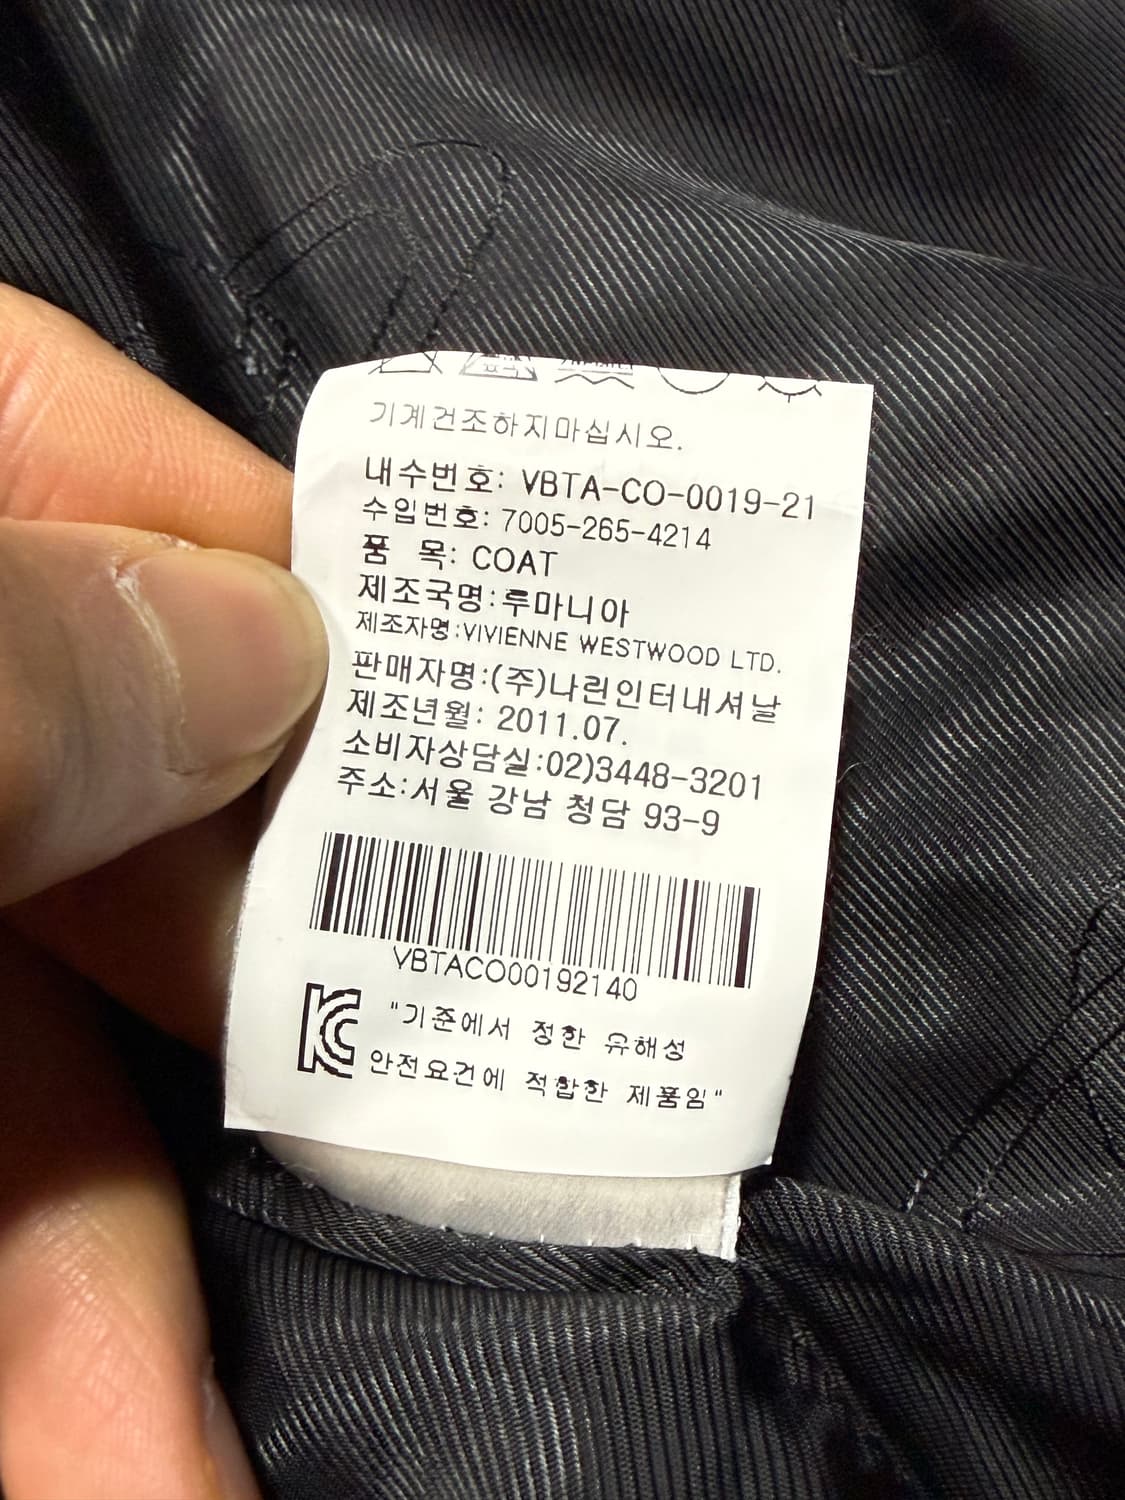 기계건조하지마십시오.
내수번호: VBTA-CO-0019-21
수입번호: 7005-265-4214
품 목: COAT
제조국명:루마니아
제조자명:VIVIENNE WESTWOOD LTD.
판매자명:(주)나린인터내셔날
제조년월: 2011.07.
소비자상담실:02)3448-3201
주소:서울 강남 청담 93-9
VBTACO00192140
KC
"기준에서 정한 유해성
안전요건에 적합한 제품임"